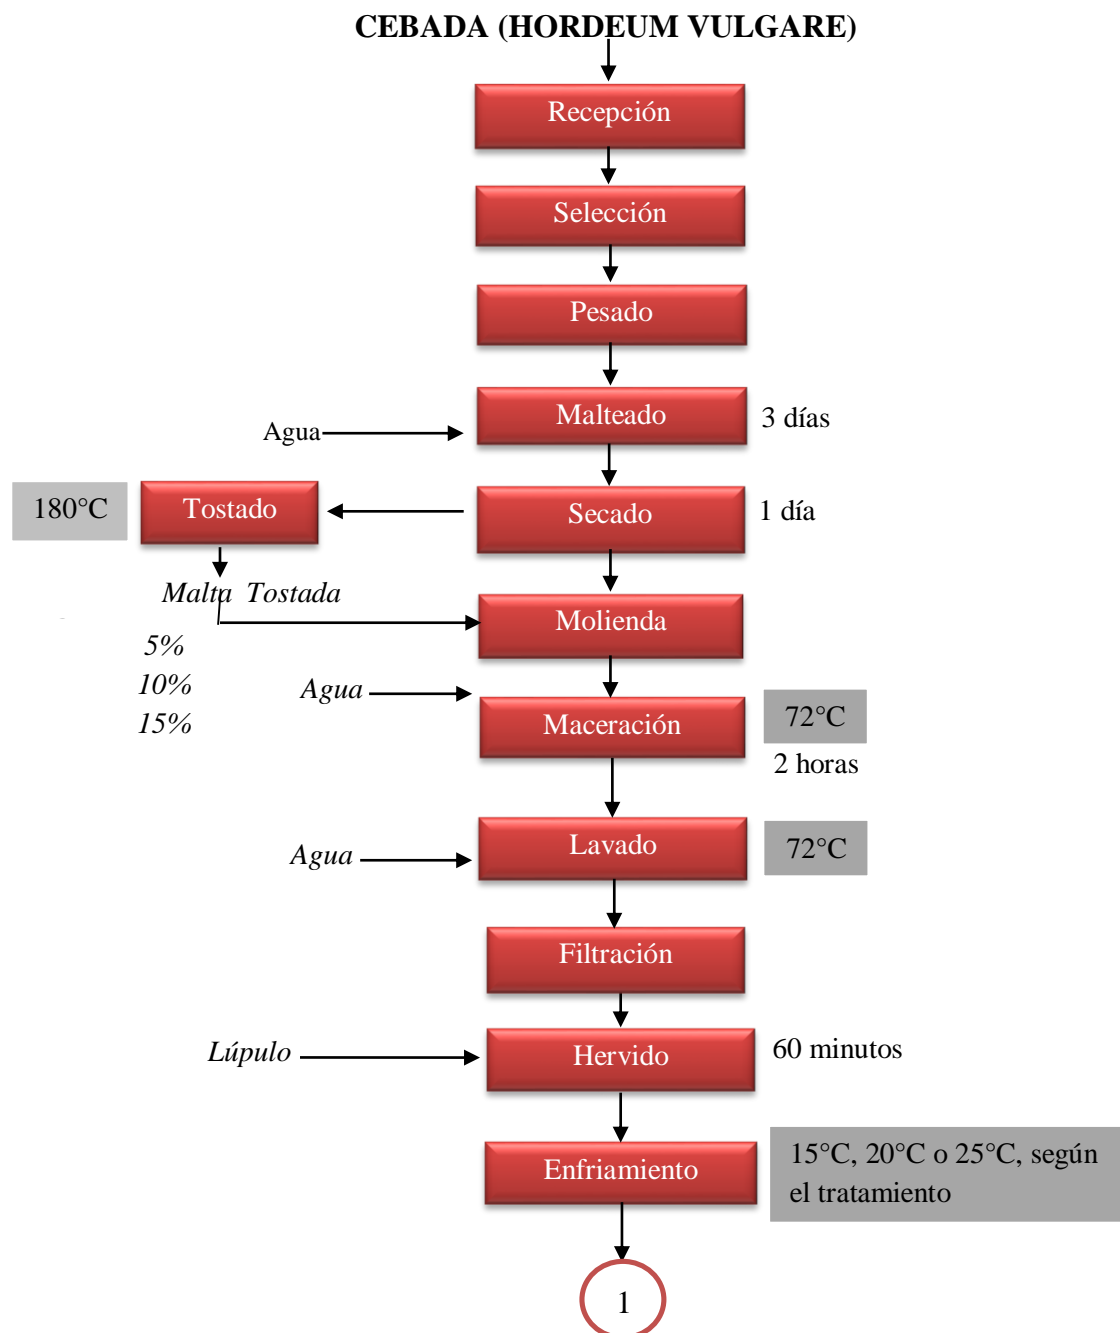 CEBADA (HORDEUM VULGARE)
Recepción
Selección
Pesado
Agua
Malteado
3 días
180°C
Tostado
Secado
1 día
Malta Tostada
Molienda
5%
10%
15%
Agua
Maceración
72°C
2 horas
Agua
Lavado
72°C
Filtración
Lúpulo
Hervido
60 minutos
Enfriamiento
15°C, 20°C o 25°C, según
el tratamiento
1